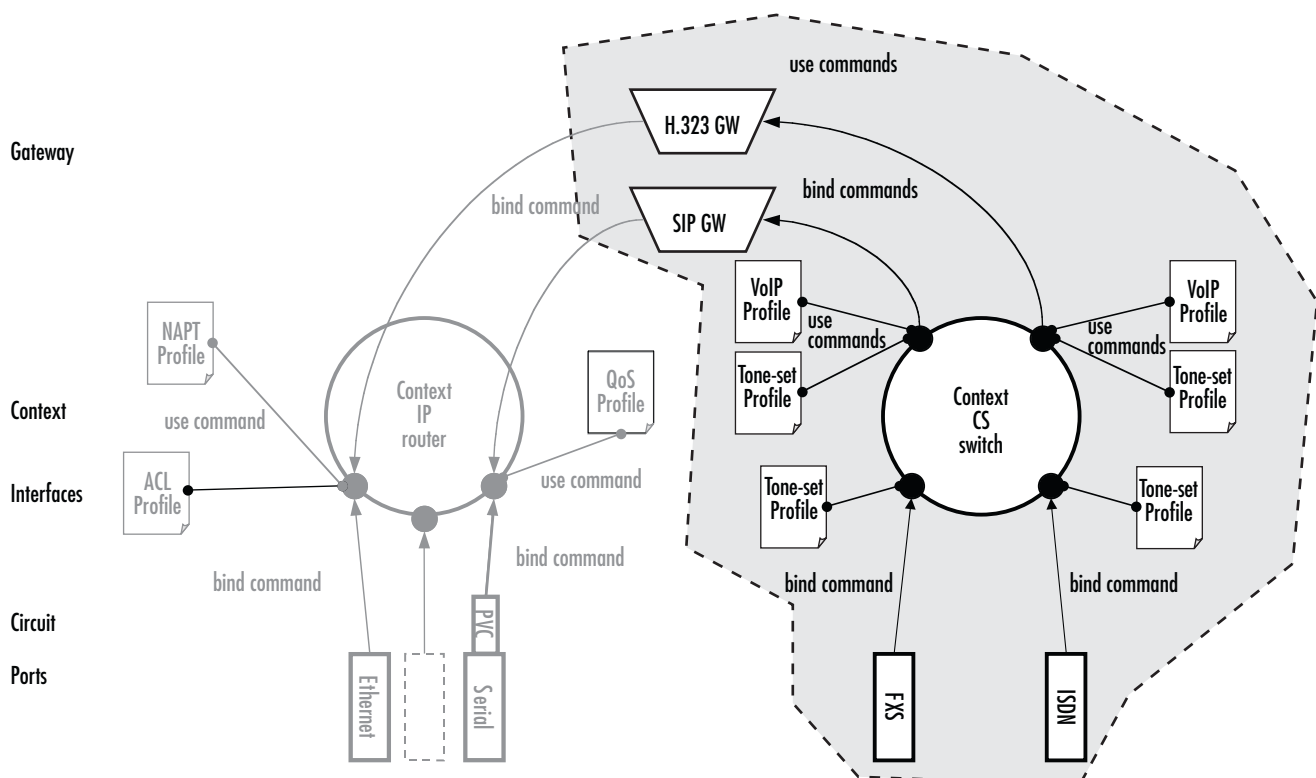 use commands
H.323 GW
Gateway
bind commands
bind command
SIP GW
VoIP
Profile
VoIP
Profile
use
commands
use
commands
NAPT
Profile
Context
IP
router
QoS
Profile
Tone-set
Profile
Context
CS
switch
Tone-set
Profile
Context
use command
Interfaces
ACL
Profile
use command
Tone-set
Profile
Tone-set
Profile
bind command
bind command
bind command
bind command
Circuit
PVC
Ports
Ethernet
Serial
FXS
ISDN